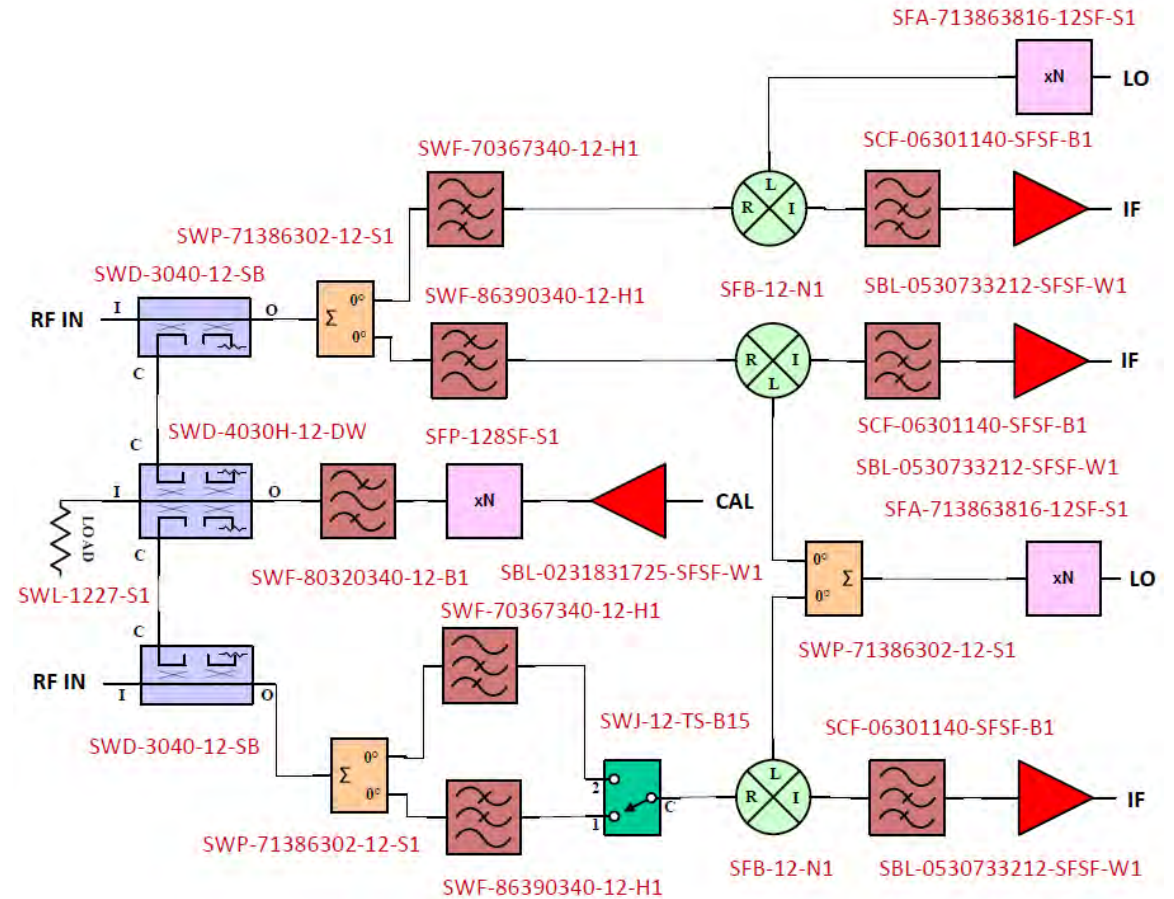 SFA-713863816-12SF-S1
xN
LO
SCF-06301140-SFSF-B1
SWF-70367340-12-H1
L
R
I
IF
SWP-71386302-12-S1
SWD-3040-12-SB
SWF-86390340-12-H1
SFB-12-N1
SBL-0530733212-SFSF-W1
RF IN
I
O
Σ
0°
0°
C
R
I
L
IF
SCF-06301140-SFSF-B1
SWD-4030H-12-DW
SFP-128SF-S1
SBL-0530733212-SFSF-W1
C
I
O
xN
CAL
SFA-713863816-12SF-S1
LOAD
C
SWF-80320340-12-B1
SBL-0231831725-SFSF-W1
0°
0°
Σ
xN
LO
SWL-1227-S1
SWF-70367340-12-H1
C
SWP-71386302-12-S1
RF IN
I
O
SWJ-12-TS-B15
SCF-06301140-SFSF-B1
SWD-3040-12-SB
Σ
0°
0°
2
1
C
L
R
I
IF
SWP-71386302-12-S1
SFB-12-N1
SBL-0530733212-SFSF-W1
SWF-86390340-12-H1